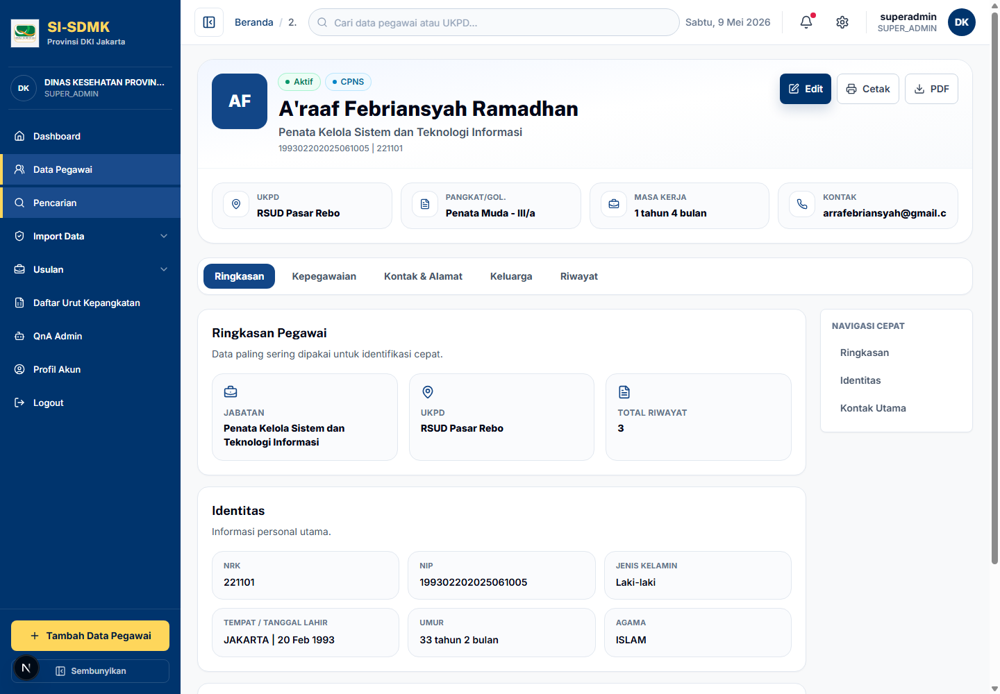 SI-SDMK
Provinsi DKI Jakarta
DK
DINAS KESEHATAN PROVIN...
SUPER_ADMIN
Dashboard
Data Pegawai
Pencarian
Import Data
Usulan
Daftar Urut Kepangkatan
QnA Admin
Profil Akun
Logout
+ Tambah Data Pegawai
N
Sembunyikan
Beranda / 2.
Cari data pegawai atau UKPD...
Sabtu, 9 Mei 2026
superadmin
SUPER_ADMIN
DK
AF
Aktif
CPNS
A'raaf Febriansyah Ramadhan
Penata Kelola Sistem dan Teknologi Informasi
199302202025061005 | 221101
Edit
Cetak
PDF
UKPD
RSUD Pasar Rebo
PANGKAT/GOL.
Penata Muda - III/a
MASA KERJA
1 tahun 4 bulan
KONTAK
arrafebriansyah@gmail.c
Ringkasan
Kepegawaian
Kontak & Alamat
Keluarga
Riwayat
Ringkasan Pegawai
Data paling sering dipakai untuk identifikasi cepat.
JABATAN
Penata Kelola Sistem dan
Teknologi Informasi
UKPD
RSUD Pasar Rebo
TOTAL RIWAYAT
3
NAVIGASI CEPAT
Ringkasan
Identitas
Kontak Utama
Identitas
Informasi personal utama.
NRK
221101
NIP
199302202025061005
JENIS KELAMIN
Laki-laki
TEMPAT / TANGGAL LAHIR
JAKARTA | 20 Feb 1993
UMUR
33 tahun 2 bulan
AGAMA
ISLAM